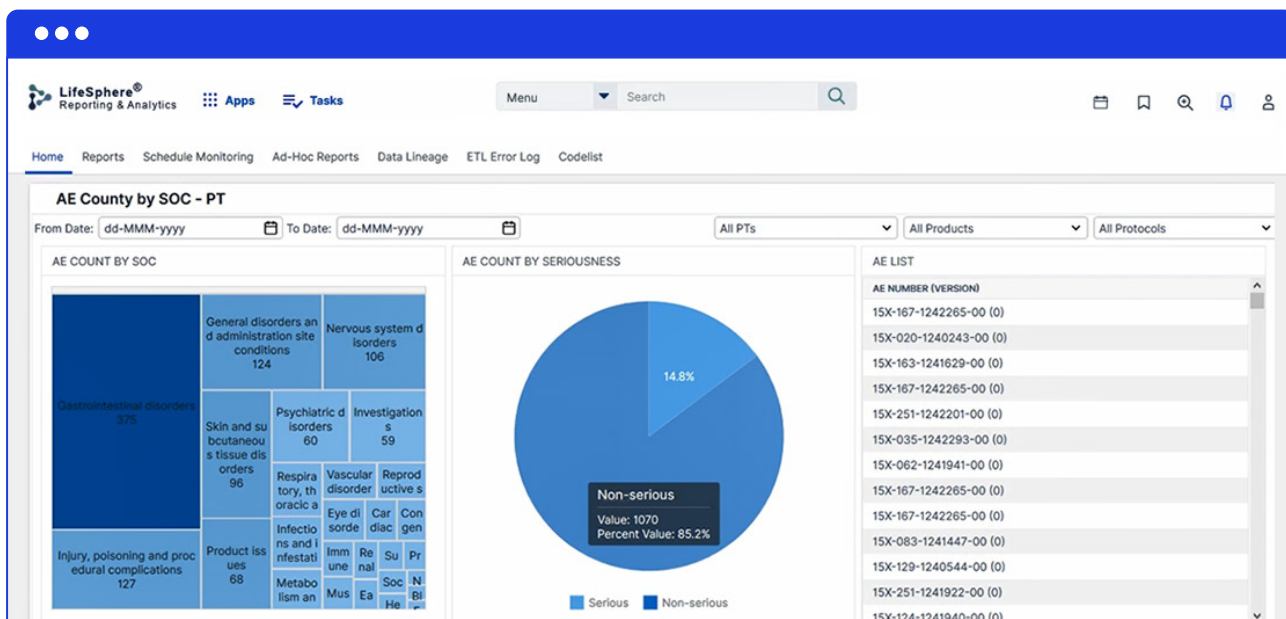 LifeSphere®
Reporting & Analytics
Apps
Tasks
Menu
Search
Home
Reports
Schedule Monitoring
Ad-Hoc Reports
Data Lineage
ETL Error Log
Codelist
AE County by SOC - PT
From Date:
dd-MMM-yyyy
To Date:
dd-MMM-yyyy
All PTs
All Products
All Protocols
AE COUNT BY SOC
Gastrointestinal disorders
375
Injury, poisoning and proc
edural complications
127
General disorders an
d administration site
conditions
124
Nervous system d
isorders
106
Skin and su
bcutaneou
s tissue dis
orders
96
Product iss
ues
68
Psychiatric d
isorders
60
Investigation
s
59
Respira
tory, th
oracic a
Vascular
disorder
Reprod
uctive s
Infectio
ns and i
nfestati
Eye di
sorde
Car
diac
Con
gen
Metabo
lism an
Imm
une
Re
nal
Su
Pr
Mus
Ea
Soc
N
He
Bl
AE COUNT BY SERIOUSNESS
14.8%
Non-serious
Value: 1070
Percent Value: 85.2%
Serious
Non-serious
AE LIST
AE NUMBER (VERSION)
15X-167-1242265-00 (0)
15X-020-1240243-00 (0)
15X-163-1241629-00 (0)
15X-167-1242265-00 (0)
15X-251-1242201-00 (0)
15X-035-1242293-00 (0)
15X-062-1241941-00 (0)
15X-167-1242265-00 (0)
15X-167-1242265-00 (0)
15X-083-1241447-00 (0)
15X-129-1240544-00 (0)
15X-251-1241922-00 (0)
15X-124-1241940-00 (0)